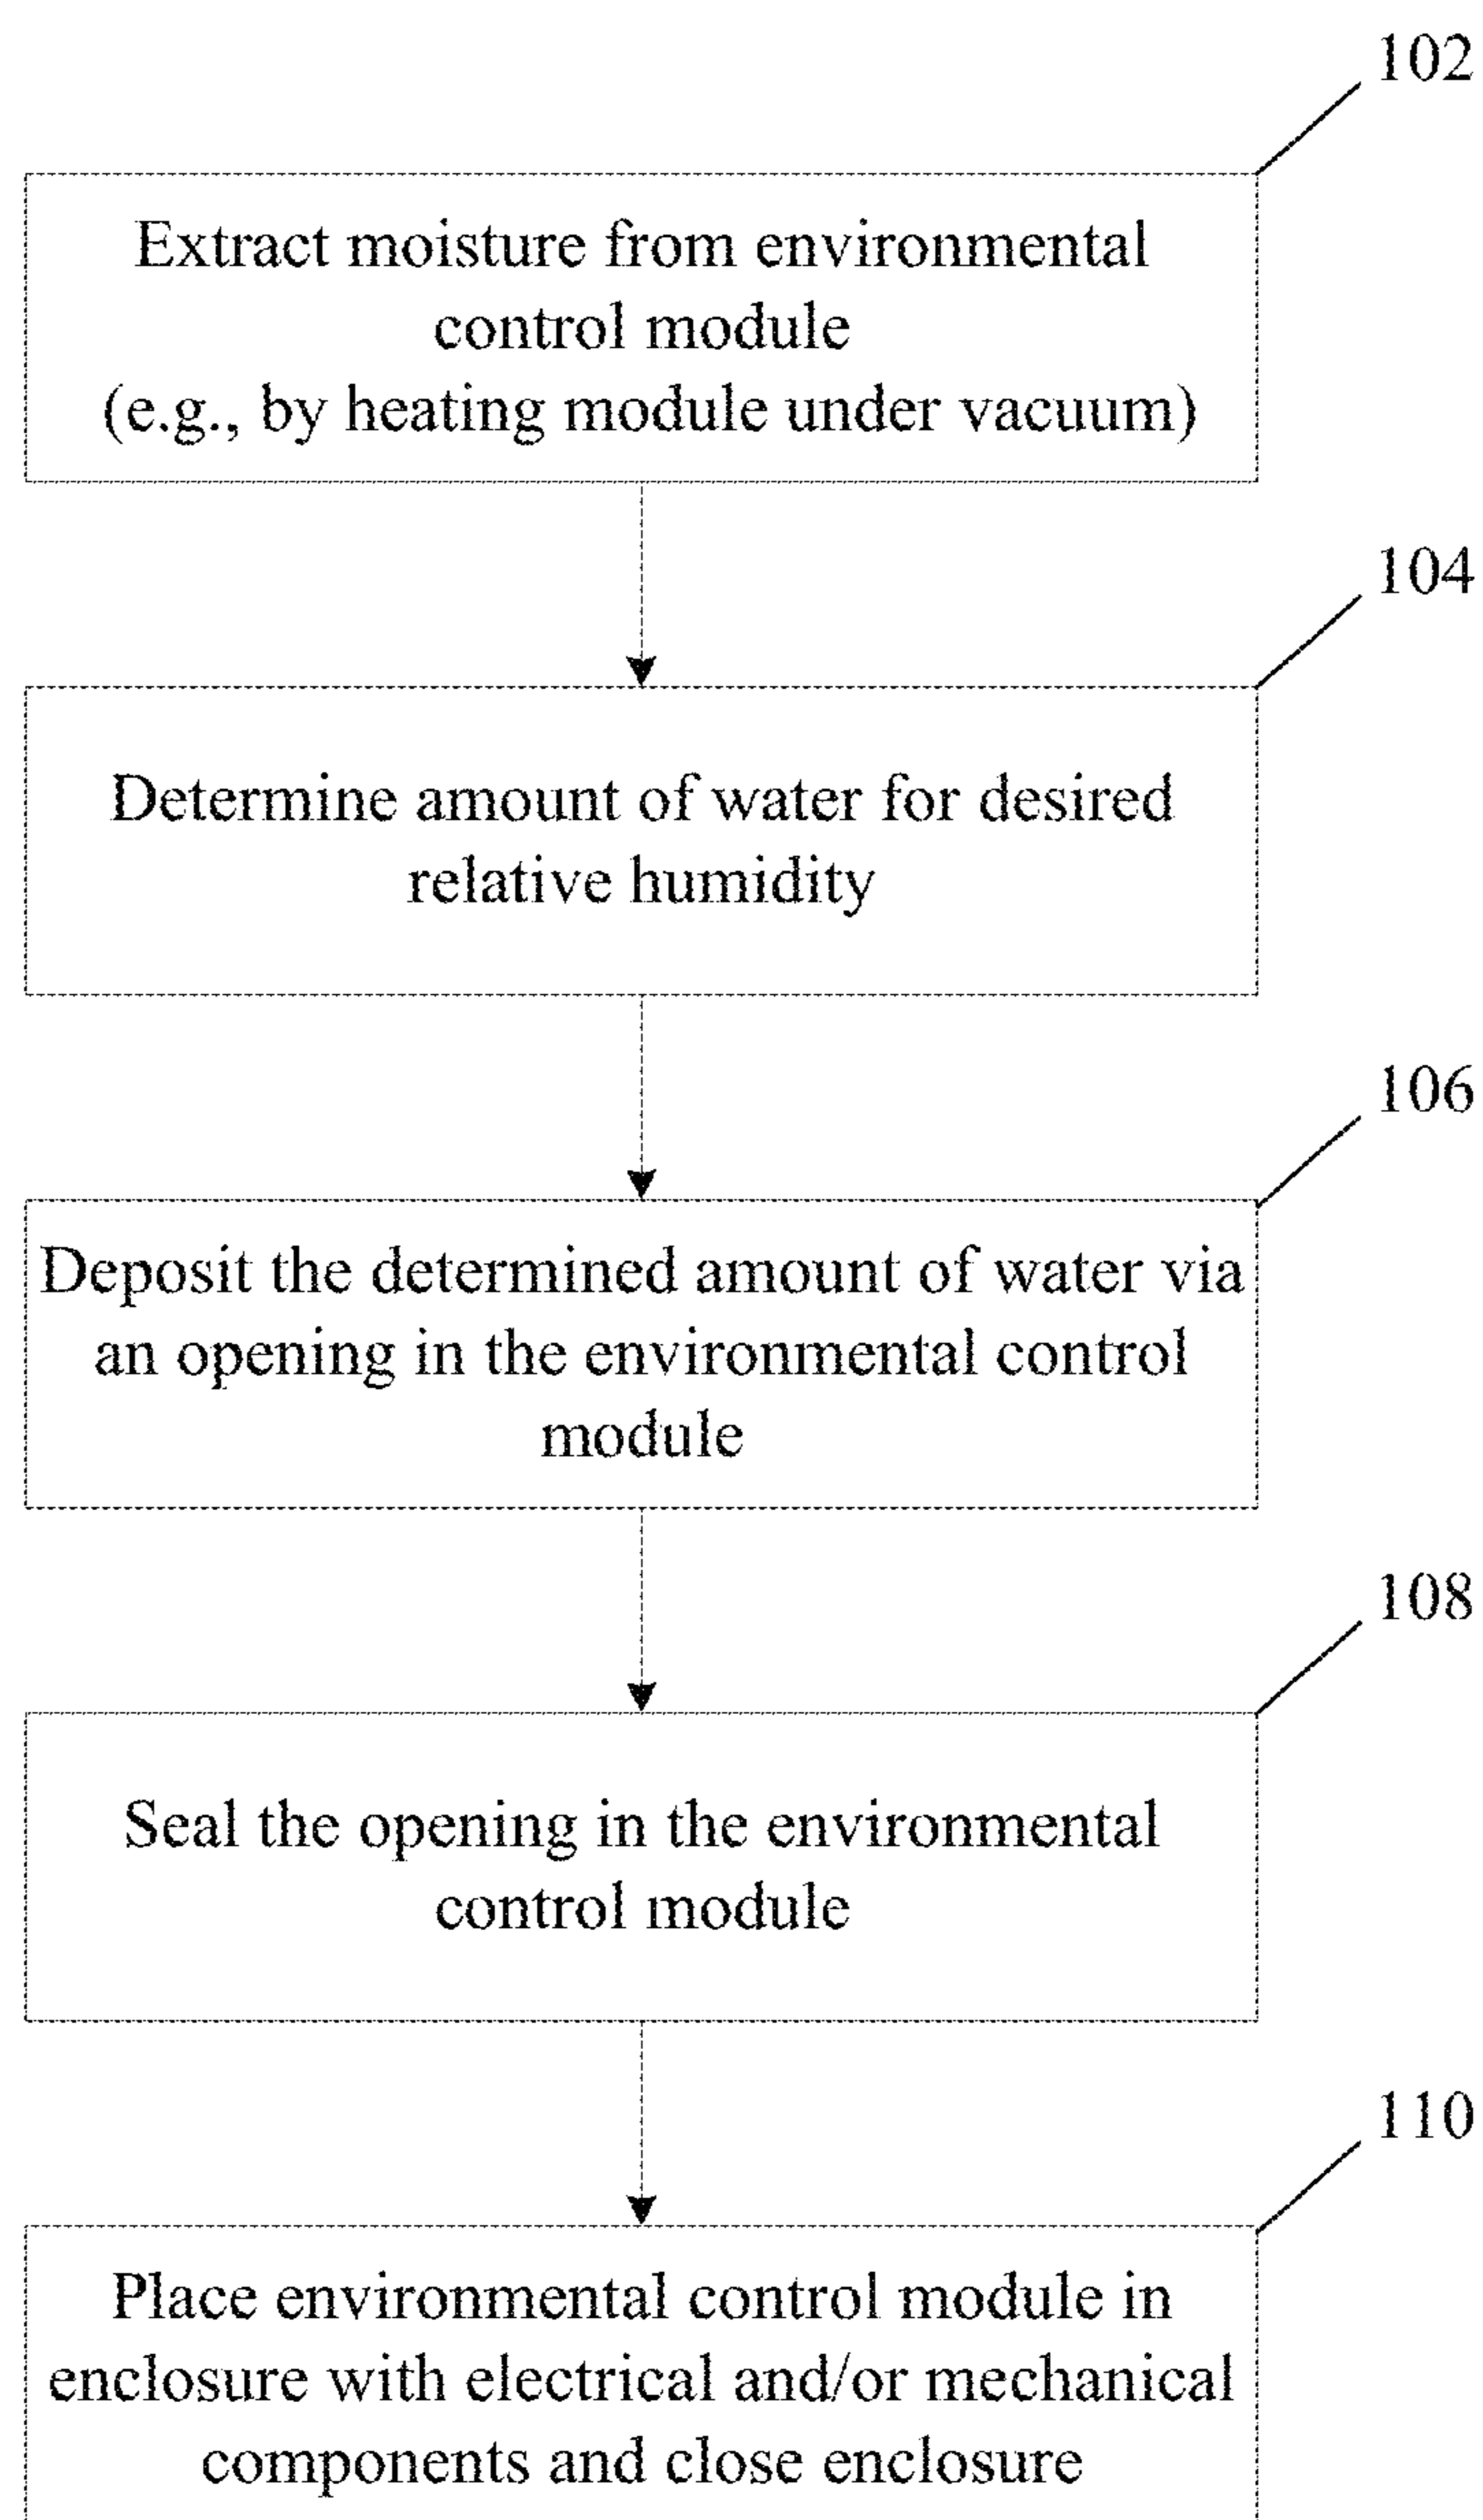 102
Extract moisture from environmental
control module
(e.g., by heating module under vacuum)
104
Determine amount of water for desired
relative humidity
106
Deposit the determined amount of water via
an opening in the environmental control
module
108
Seal the opening in the environmental
control module
110
Place environmental control module in
enclosure with electrical and/or mechanical
components and close enclosure